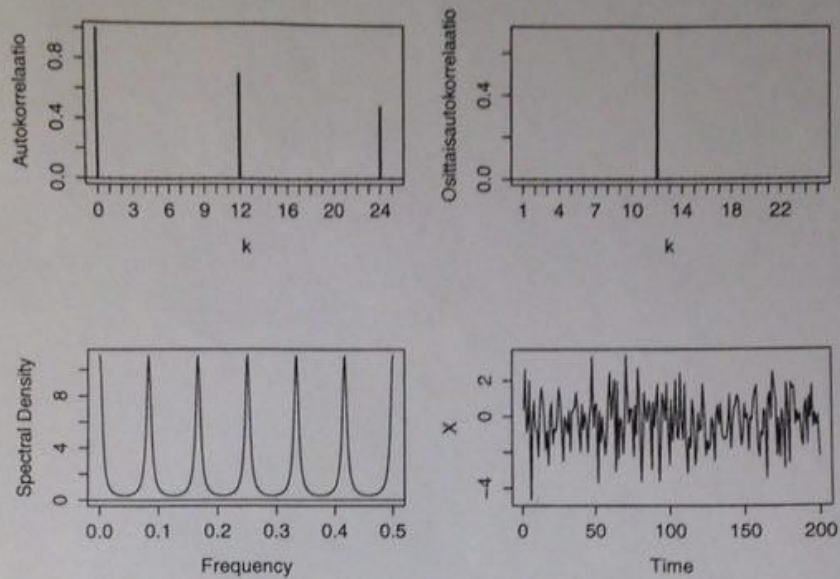 Autokorrelaatio
0.8
0.4
0.0
0 3 6 9 12 16 20 24
k
Osittaisautokorrelaatio
0.4
0.0
1 4 7 10 14 18 22
k
Spectral Density
8
4
0
0.0 0.1 0.2 0.3 0.4 0.5
Frequency
X
2
0
−4
0 50 100 150 200
Time